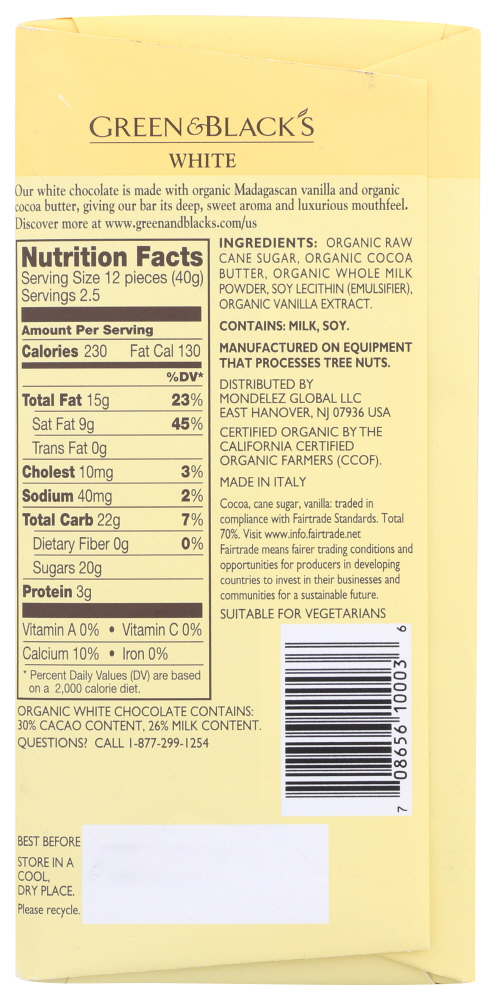 GREEN&BLACK'S
WHITE
Our white chocolate is made with organic Madagascan vanilla and organic
cocoa butter, giving our bar its deep, sweet aroma and luxurious mouthfeel.
Discover more at www.greenandblacks.com/us
Nutrition Facts
Serving Size 12 pieces (40g)
Servings 2.5
Amount Per Serving
Calories 230 Fat Cal 130
%DV*
Total Fat 15g 23%
Sat Fat 9g 45%
Trans Fat 0g
Cholest 10mg 3%
Sodium 40mg 2%
Total Carb 22g 7%
Dietary Fiber 0g 0%
Sugars 20g
Protein 3g
Vitamin A 0% • Vitamin C 0%
Calcium 10% • Iron 0%
* Percent Daily Values (DV) are based
on a 2,000 calorie diet.
INGREDIENTS: ORGANIC RAW
CANE SUGAR, ORGANIC COCOA
BUTTER, ORGANIC WHOLE MILK
POWDER, SOY LECITHIN (EMULSIFIER),
ORGANIC VANILLA EXTRACT.
CONTAINS: MILK, SOY.
MANUFACTURED ON EQUIPMENT
THAT PROCESSES TREE NUTS.
DISTRIBUTED BY
MONDELEZ GLOBAL LLC
EAST HANOVER, NJ 07936 USA
CERTIFIED ORGANIC BY THE
CALIFORNIA CERTIFIED
ORGANIC FARMERS (CCOF).
MADE IN ITALY
Cocoa, cane sugar, vanilla: traded in
compliance with Fairtrade Standards. Total
70%. Visit www.info.fairtrade.net
Fairtrade means fairer trading conditions and
opportunities for producers in developing
countries to invest in their businesses and
communities for a sustainable future.
SUITABLE FOR VEGETARIANS
7 08656 10003 6
ORGANIC WHITE CHOCOLATE CONTAINS:
30% CACAO CONTENT, 26% MILK CONTENT.
QUESTIONS? CALL 1-877-299-1254
BEST BEFORE
STORE IN A
COOL,
DRY PLACE.
Please recycle.